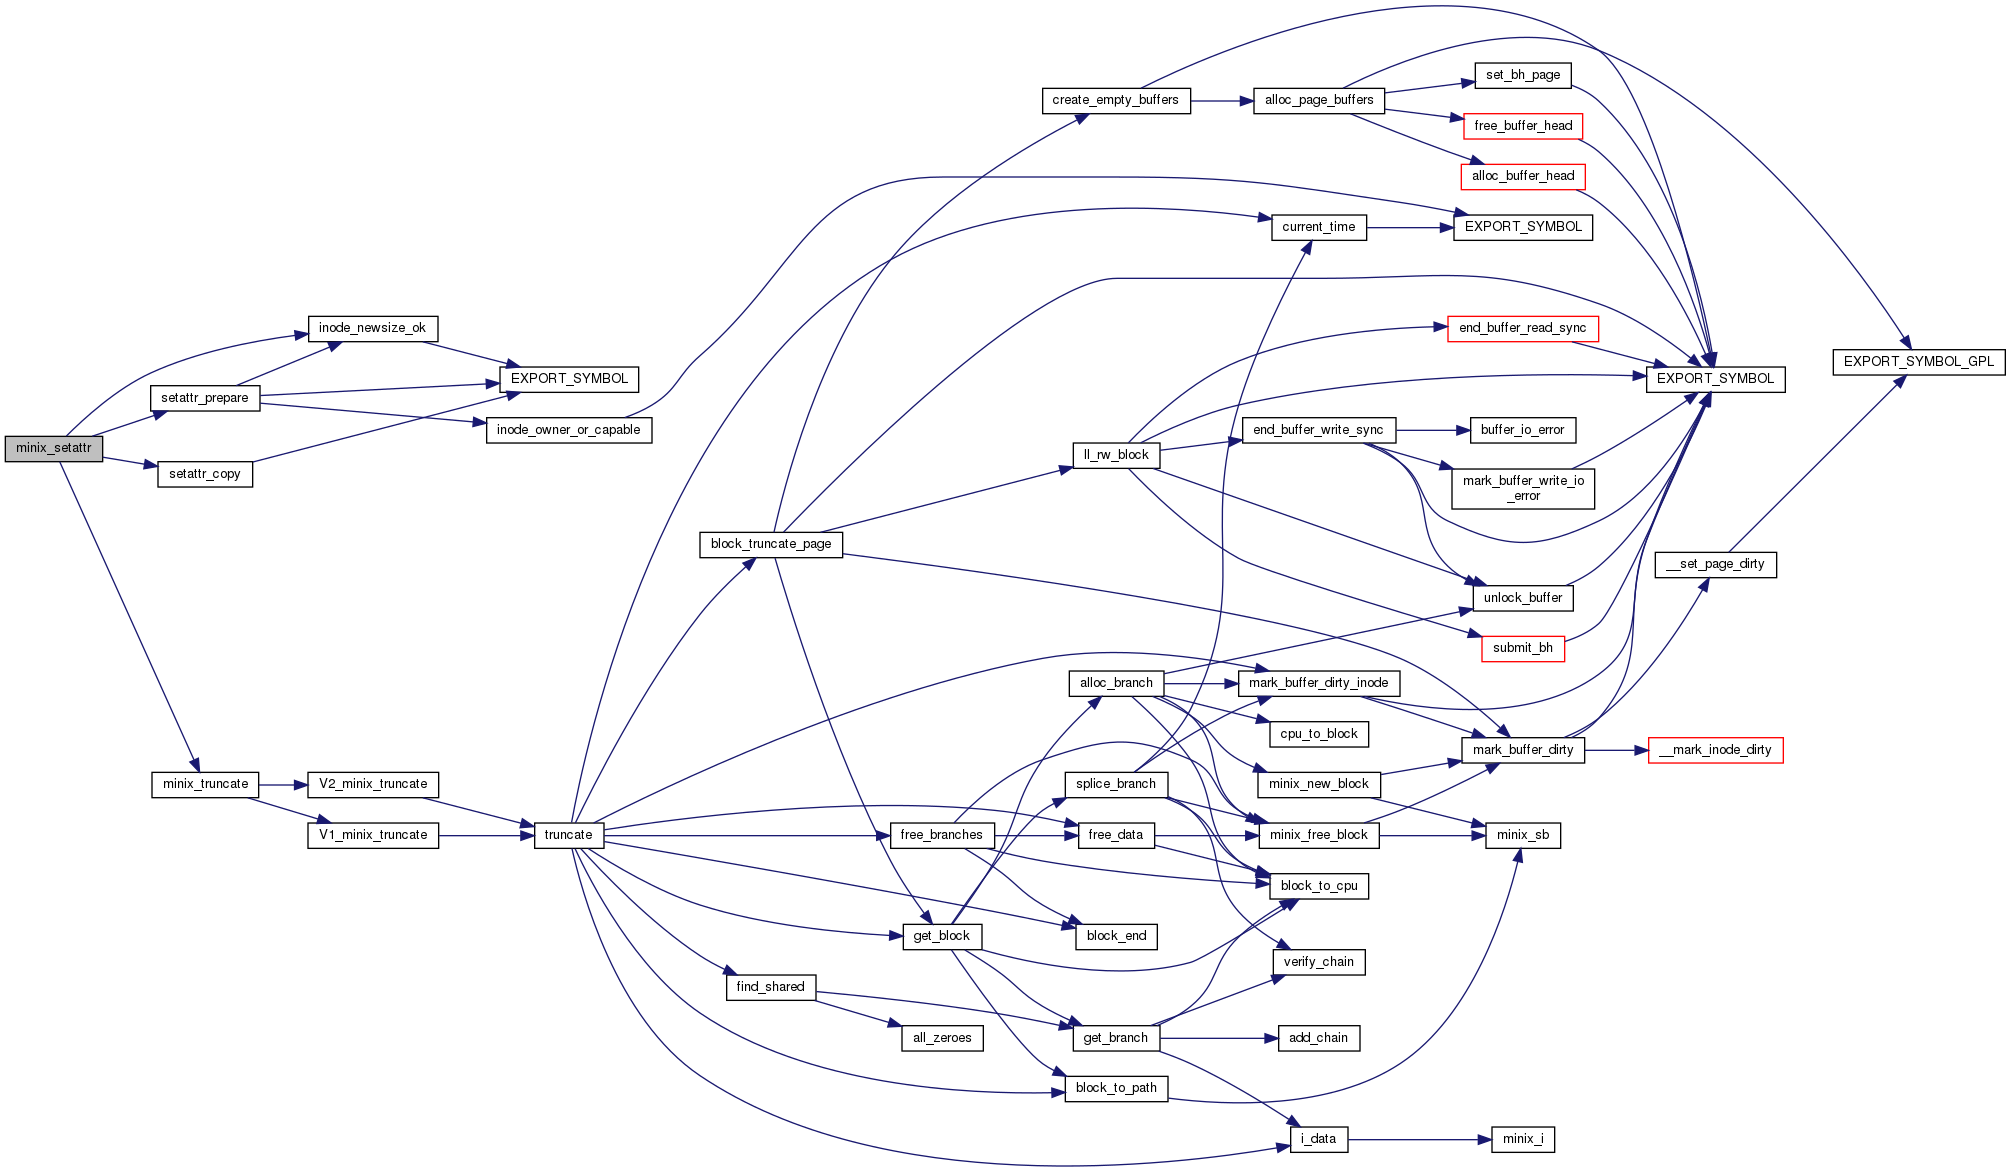 minix_setattr
inode_newsize_ok
setattr_prepare
setattr_copy
EXPORT_SYMBOL
inode_owner_or_capable
minix_truncate
V2_minix_truncate
V1_minix_truncate
truncate
block_truncate_page
free_branches
get_block
find_shared
all_zeroes
create_empty_buffers
ll_rw_block
alloc_branch
splice_branch
free_data
block_end
get_branch
block_to_path
alloc_page_buffers
current_time
end_buffer_write_sync
mark_buffer_dirty_inode
cpu_to_block
minix_new_block
minix_free_block
block_to_cpu
verify_chain
add_chain
i_data
set_bh_page
free_buffer_head
alloc_buffer_head
EXPORT_SYMBOL
end_buffer_read_sync
buffer_io_error
mark_buffer_write_io
_error
unlock_buffer
submit_bh
mark_buffer_dirty
minix_sb
minix_i
EXPORT_SYMBOL
__set_page_dirty
__mark_inode_dirty
EXPORT_SYMBOL_GPL